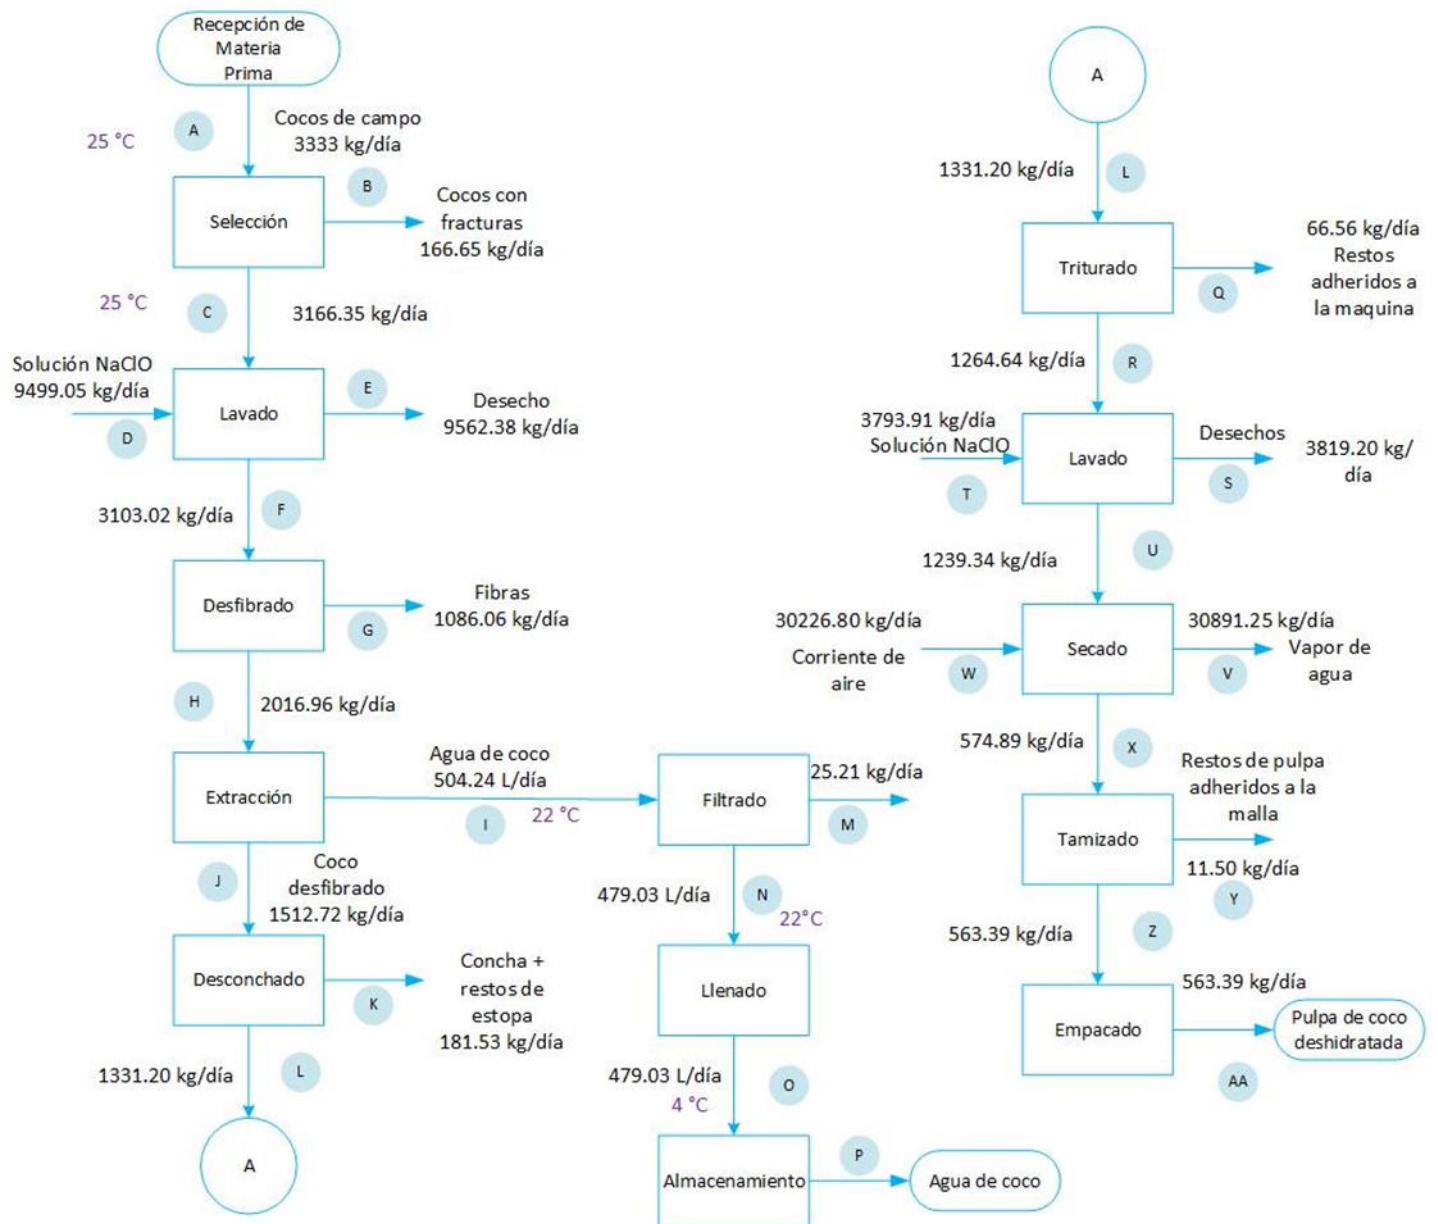 Recepción de
Materia
Prima
A
25 °C
Cocos de campo
3333 kg/día
B
Selección
Cocos con
fracturas
166.65 kg/día
25 °C
C
3166.35 kg/día
Solución NaClO
9499.05 kg/día
D
Lavado
E
Desecho
9562.38 kg/día
3103.02 kg/día
F
Desfibrado
Fibras
1086.06 kg/día
G
H
2016.96 kg/día
Extracción
Agua de coco
504.24 L/día
I
22 °C
Filtrado
25.21 kg/día
M
J
Coco
desfibrado
1512.72 kg/día
479.03 L/día
N
22°C
Desconchado
K
Concha +
restos de
estopa
181.53 kg/día
Llenado
1331.20 kg/día
L
A
479.03 L/día
4 °C
O
Almacenamiento
P
Agua de coco
A
1331.20 kg/día
L
Triturado
66.56 kg/día
Restos
adheridos a
la maquina
Q
1264.64 kg/día
R
3793.91 kg/día
Solución NaClO
T
Lavado
Desechos
S
3819.20 kg/
día
1239.34 kg/día
U
30226.80 kg/día
Corriente de
aire
W
Secado
30891.25 kg/día
Vapor de
agua
V
574.89 kg/día
X
Tamizado
Restos de pulpa
adheridos a la
malla
11.50 kg/día
Y
563.39 kg/día
Z
Empacado
563.39 kg/día
Pulpa de coco
deshidratada
AA